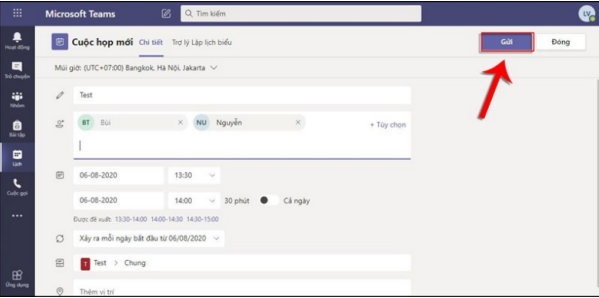 Microsoft Teams
Tìm kiếm
LV
Hoạt động
Trò chuyện
Nhóm
Bài tập
Lịch
Cuộc gọi
Ứng dụng
Cuộc họp mới Chi tiết Trợ lý Lập lịch biểu
Gửi Đóng
Múi giờ: (UTC+07:00) Bangkok, Hà Nội, Jakarta
Test
BT Bùi × NU Nguyễn ×
+ Tùy chọn
06-08-2020 13:30
06-08-2020 14:00 30 phút Cả ngày
Được đề xuất: 13:30-14:00 14:00-14:30 14:30-15:00
Xảy ra mỗi ngày bắt đầu từ 06/08/2020
T Test > Chung
Thêm vị trí